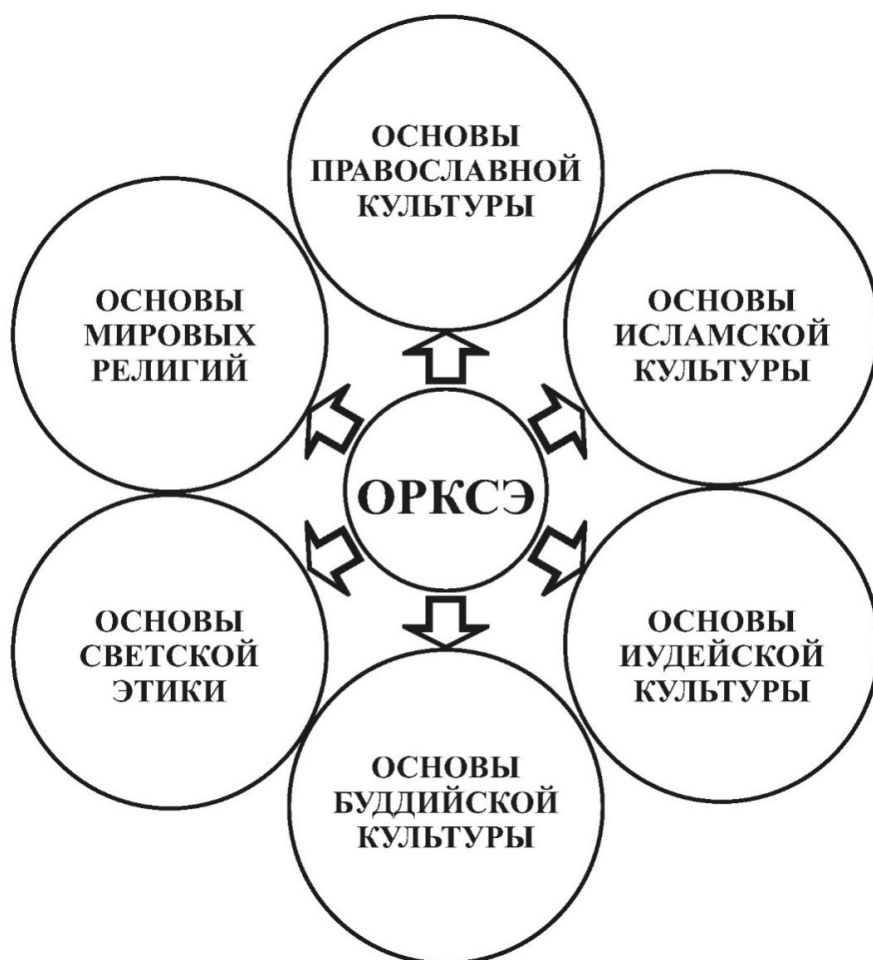 ОСНОВЫ
ПРАВОСЛАВНОЙ
КУЛЬТУРЫ
ОСНОВЫ
МИРОВЫХ
РЕЛИГИЙ
ОСНОВЫ
ИСЛАМСКОЙ
КУЛЬТУРЫ
ОРКСЭ
ОСНОВЫ
СВЕТСКОЙ
ЭТИКИ
ОСНОВЫ
ИУДЕЙСКОЙ
КУЛЬТУРЫ
ОСНОВЫ
БУДДИЙСКОЙ
КУЛЬТУРЫ